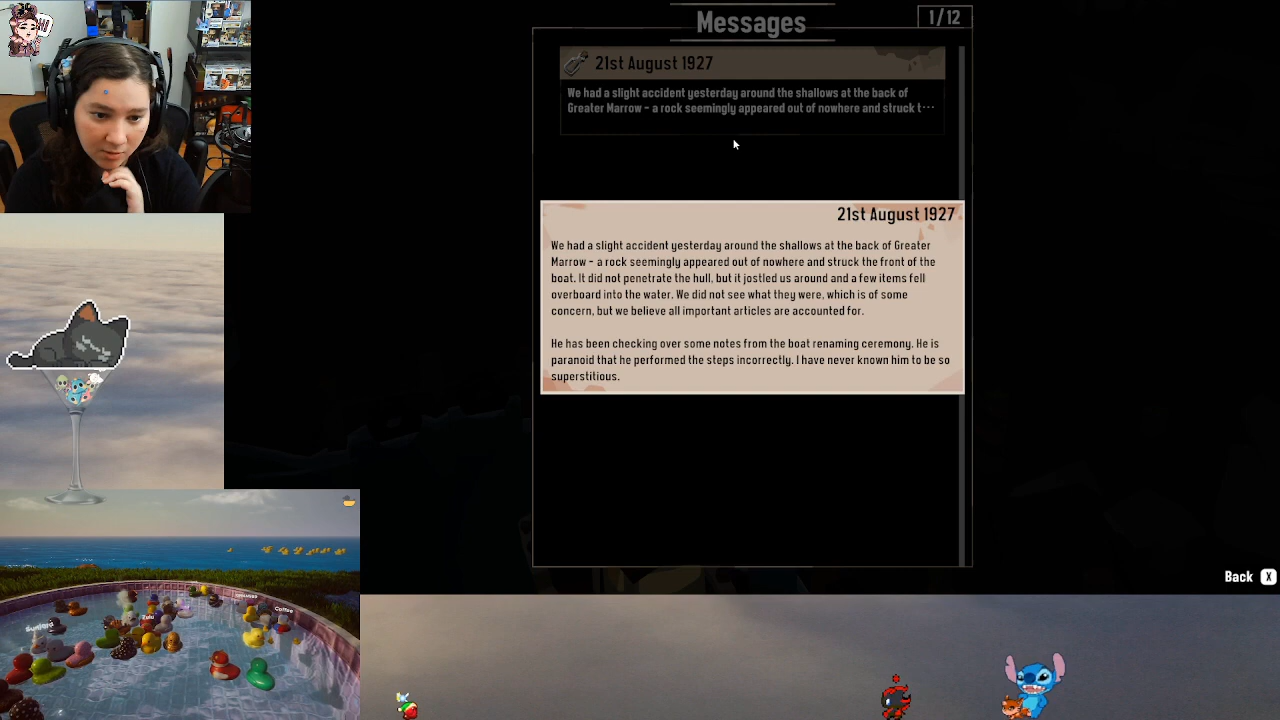 Messages
1/12
21st August 1927
We had a slight accident yesterday around the shallows at the back of
Greater Marrow - a rock seemingly appeared out of nowhere and struck t...
21st August 1927
We had a slight accident yesterday around the shallows at the back of Greater
Marrow - a rock seemingly appeared out of nowhere and struck the front of the
boat. It did not penetrate the hull, but it jostled us around and a few items fell
overboard into the water. We did not see what they were, which is of some
concern, but we believe all important articles are accounted for.
He has been checking over some notes from the boat renaming ceremony. He is
paranoid that he performed the steps incorrectly. I have never known him to be so
superstitious.
Back X
Coffee
Zulu